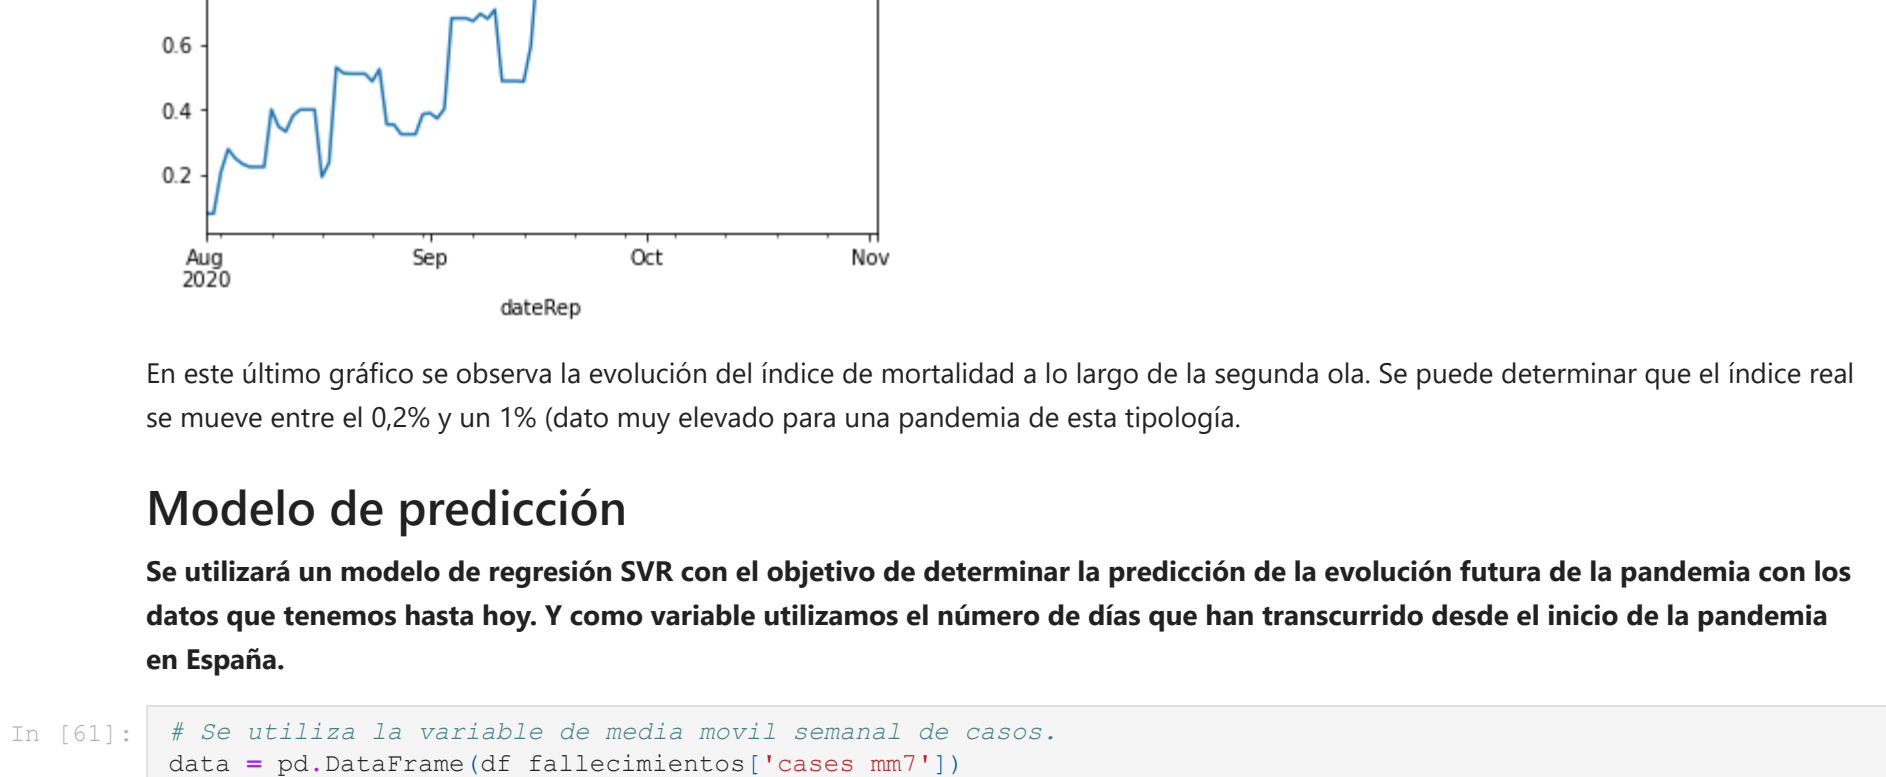 0.6
0.4
0.2
Aug Sep Oct Nov
2020
dateRep
En este último gráfico se observa la evolución del índice de mortalidad a lo largo de la segunda ola. Se puede determinar que el índice real
se mueve entre el 0,2% y un 1% (dato muy elevado para una pandemia de esta tipología.
Modelo de predicción
Se utilizará un modelo de regresión SVR con el objetivo de determinar la predicción de la evolución futura de la pandemia con los
datos que tenemos hasta hoy. Y como variable utilizamos el número de días que han transcurrido desde el inicio de la pandemia
en España.
In [61]: # Se utiliza la variable de media movil semanal de casos.
data = pd.DataFrame(df_fallecimientos['cases_mm7'])